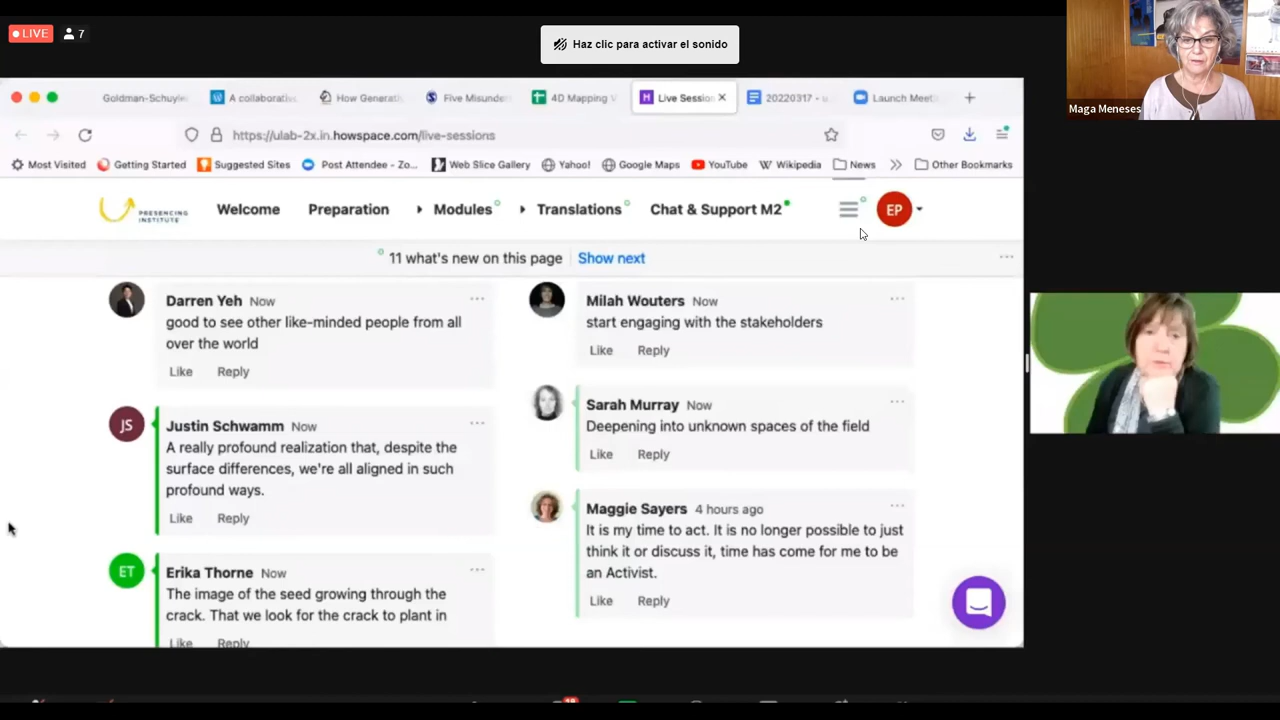 LIVE
7
Haz clic para activar el sonido
Maga Meneses
Goldman-Schuyle
A collaborativ
How Generati
Five Misunder
4D Mapping V
Live Session
20220317 - u
Launch Meeti
https://ulab-2x.in.howspace.com/live-sessions
Most Visited
Getting Started
Suggested Sites
Post Attendee - Zo...
Web Slice Gallery
Yahoo!
Google Maps
YouTube
Wikipedia
News
Other Bookmarks
PRESENCING
INSTITUTE
Welcome
Preparation
Modules
Translations
Chat & Support M2
EP
11 what's new on this page
Show next
Darren Yeh Now
good to see other like-minded people from all
over the world
Like Reply
JS
Justin Schwamm Now
A really profound realization that, despite the
surface differences, we're all aligned in such
profound ways.
Like Reply
ET
Erika Thorne Now
The image of the seed growing through the
crack. That we look for the crack to plant in
Like Reply
Milah Wouters Now
start engaging with the stakeholders
Like Reply
Sarah Murray Now
Deepening into unknown spaces of the field
Like Reply
Maggie Sayers 4 hours ago
It is my time to act. It is no longer possible to just
think it or discuss it, time has come for me to be
an Activist.
Like Reply